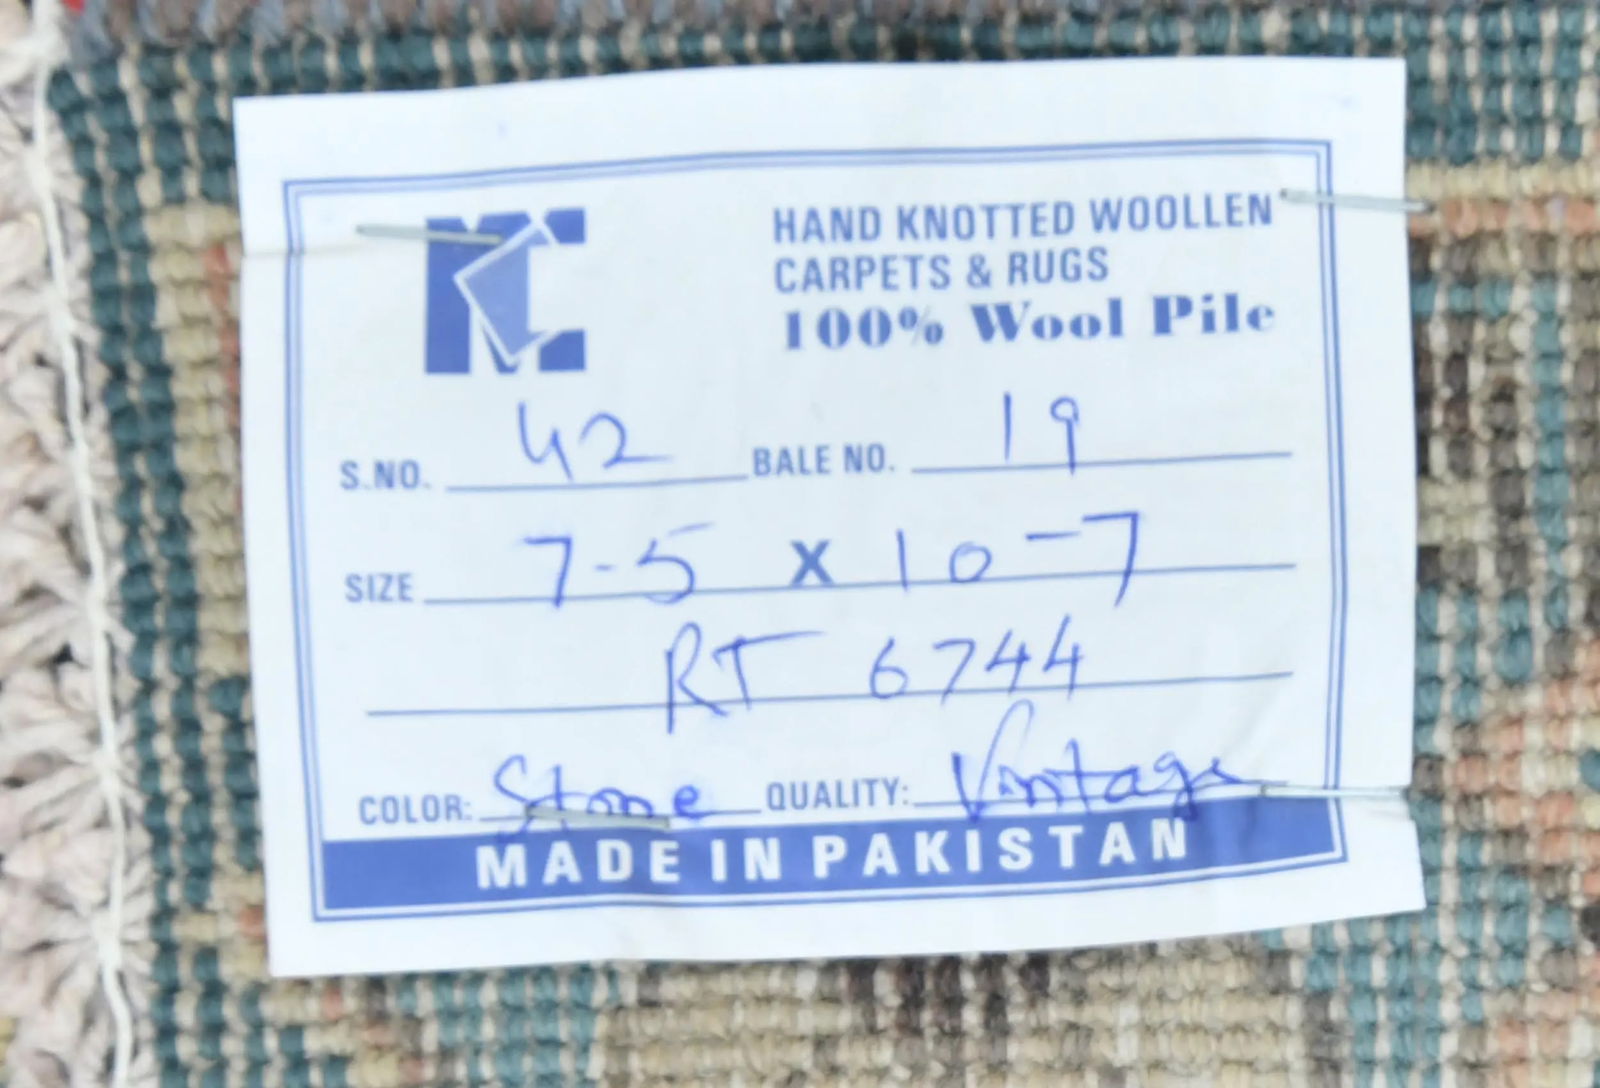 MC
HAND KNOTTED WOOLLEN
CARPETS & RUGS
100% Wool Pile
S.NO. 42 BALE NO. 19
SIZE 7-5 X 10-7
RT 6744
COLOR: Stone QUALITY: Vintage
MADE IN PAKISTAN